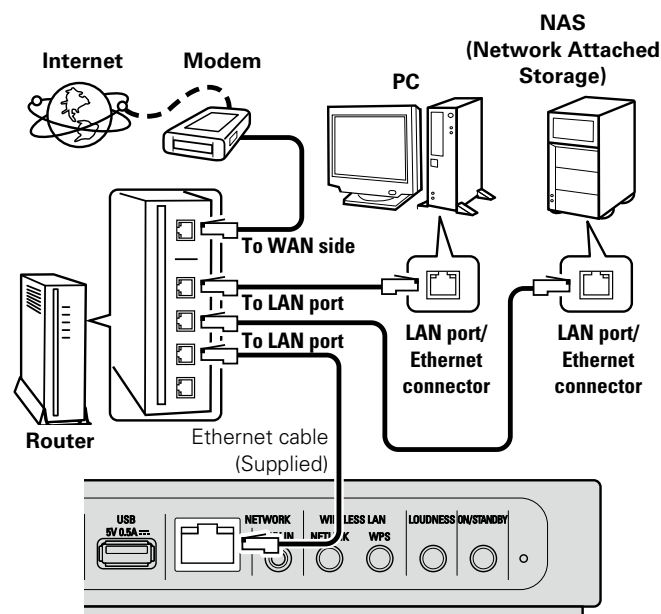 NAS
(Network Attached
Storage)
Internet
Modem
PC
To WAN side
To LAN port
To LAN port
LAN port/
Ethernet
connector
LAN port/
Ethernet
connector
Router
Ethernet cable
(Supplied)
USB
5V 0.5A
NETWORK
WIRELESS LAN
NETWORK
WPS
LOUDNESS
ON/STANDBY